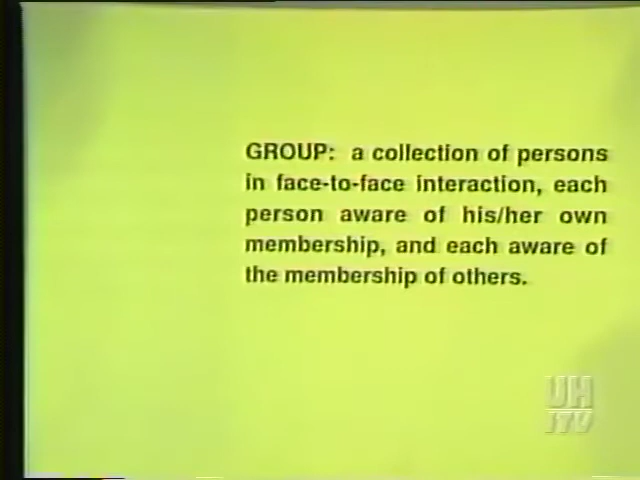 GROUP: a collection of persons
in face-to-face interaction, each
person aware of his/her own
membership, and each aware of
the membership of others.
UH
ITV